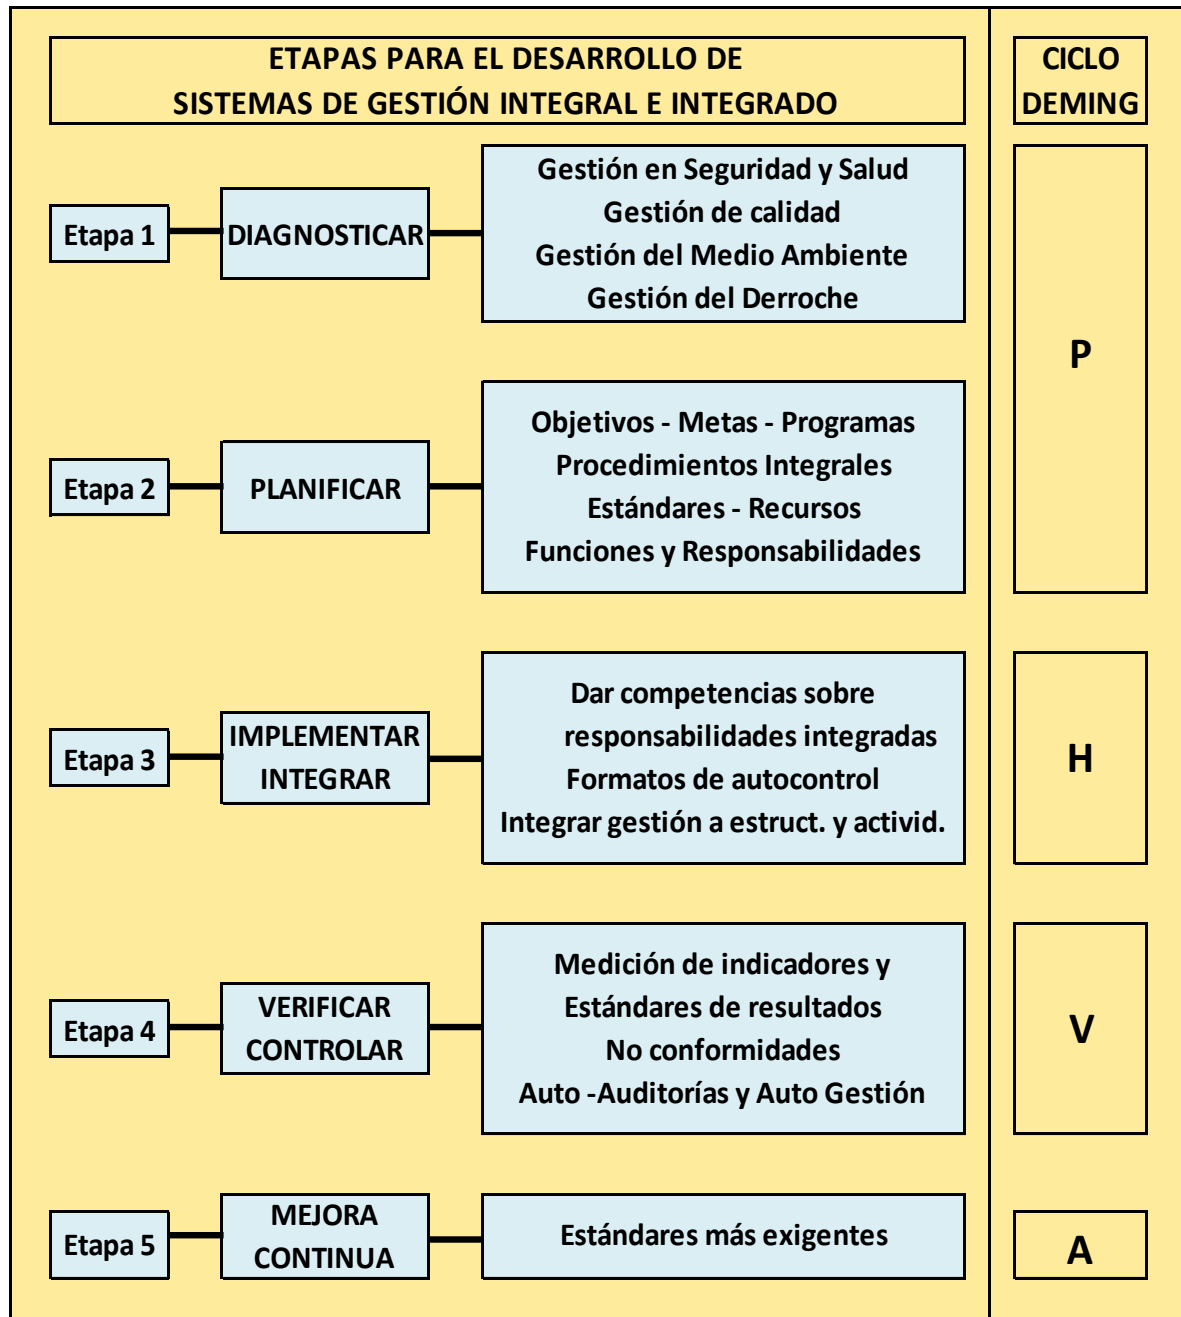 ETAPAS PARA EL DESARROLLO DE
SISTEMAS DE GESTIÓN INTEGRAL E INTEGRADO
CICLO
DEMING
Etapa 1
DIAGNOSTICAR
Gestión en Seguridad y Salud
Gestión de calidad
Gestión del Medio Ambiente
Gestión del Derroche
P
Etapa 2
PLANIFICAR
Objetivos - Metas - Programas
Procedimientos Integrales
Estándares - Recursos
Funciones y Responsabilidades
Etapa 3
IMPLEMENTAR
INTEGRAR
Dar competencias sobre
responsabilidades integradas
Formatos de autocontrol
Integrar gestión a estruct. y activid.
H
Etapa 4
VERIFICAR
CONTROLAR
Medición de indicadores y
Estándares de resultados
No conformidades
Auto -Auditorías y Auto Gestión
V
Etapa 5
MEJORA
CONTINUA
Estándares más exigentes
A